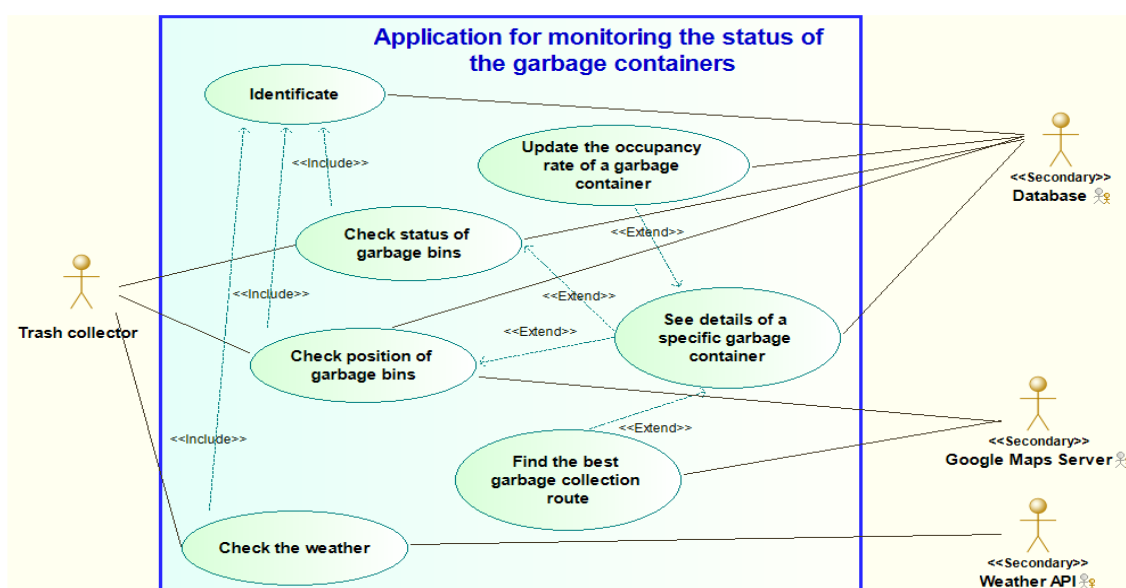 Application for monitoring the status of
the garbage containers
Identificate
<<Include>>
Update the occupancy
rate of a garbage
container
<<Secondary>>
Database
Check status of
garbage bins
<<Extend>>
Trash collector
<<Include>>
<<Extend>>
<<Extend>>
See details of a
specific garbage
container
Check position of
garbage bins
<<Include>>
<<Extend>>
<<Secondary>>
Google Maps Server
Find the best
garbage collection
route
Check the weather
<<Secondary>>
Weather API